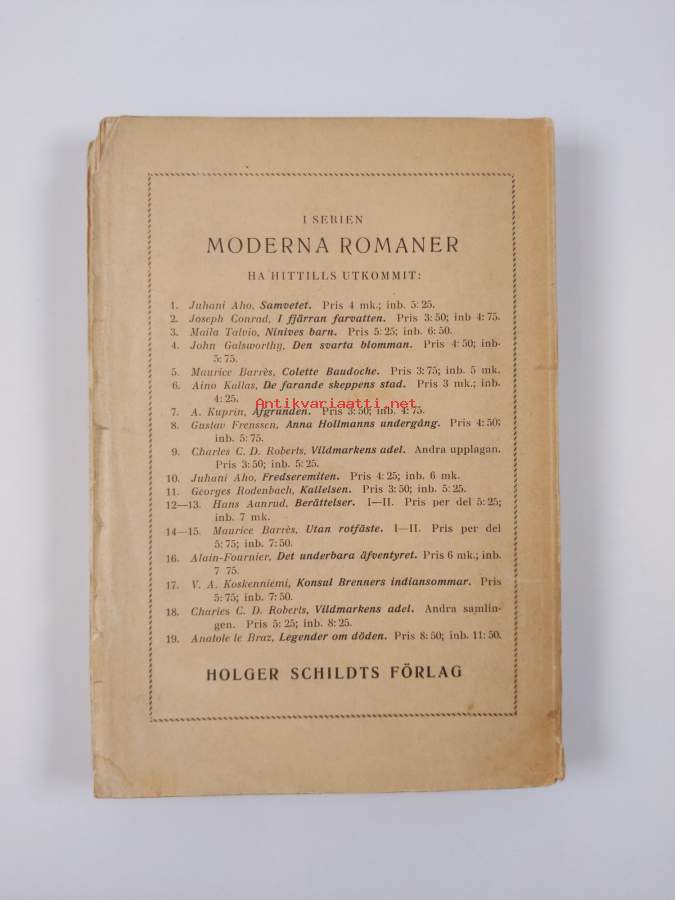 I SERIEN
MODERNA ROMANER
HA HITTILLS UTKOMMIT:
1. Juhani Aho, Samvetet. Pris 4 mk.; inb. 5: 25.
2. Joseph Conrad, I fjärran farvatten. Pris 3: 50; inb 4: 75.
3. Maila Talvio, Ninives barn. Pris 5: 25; inb. 6: 50.
4. John Galsworthy, Den svarta blomman. Pris 4: 50; inb-
5: 75.
5. Maurice Barrès, Colette Baudoche. Pris 3: 75; inb. 5 mk.
6. Aino Kallas, De farande skeppens stad. Pris 3 mk.; inb.
4: 25.
Antikvariaatti.net
7. A. Kuprin, Afgrunden. Pris 3: 50; inb. 4: 75.
8. Gustav Frenssen, Anna Hollmanns undergång. Pris 4: 50;
inb. 5: 75.
9. Charles C. D. Roberts, Vildmarkens adel. Andra upplagan.
Pris 3: 50; inb. 5: 25.
10. Juhani Aho, Fredseremiten. Pris 4: 25; inb. 6 mk.
11. Georges Rodenbach, Kallelsen. Pris 3: 50; inb. 5: 25.
12—13. Hans Aanrud, Berättelser. I—II. Pris per del 5: 25;
inb. 7 mk.
14—15. Maurice Barrès, Utan rotfäste. I—II. Pris per del
5: 75; inb. 7: 50.
16. Alain-Fournier, Det underbara äfventyret. Pris 6 mk.; inb.
7 75.
17. V. A. Koskenniemi, Konsul Brenners indiansommar. Pris
5: 75; inb. 7: 50.
18. Charles C. D. Roberts, Vildmarkens adel. Andra samlin-
gen. Pris 5: 25; inb. 8: 25.
19. Anatole le Braz, Legender om döden. Pris 8: 50; inb. 11: 50.
HOLGER SCHILDTS FÖRLAG